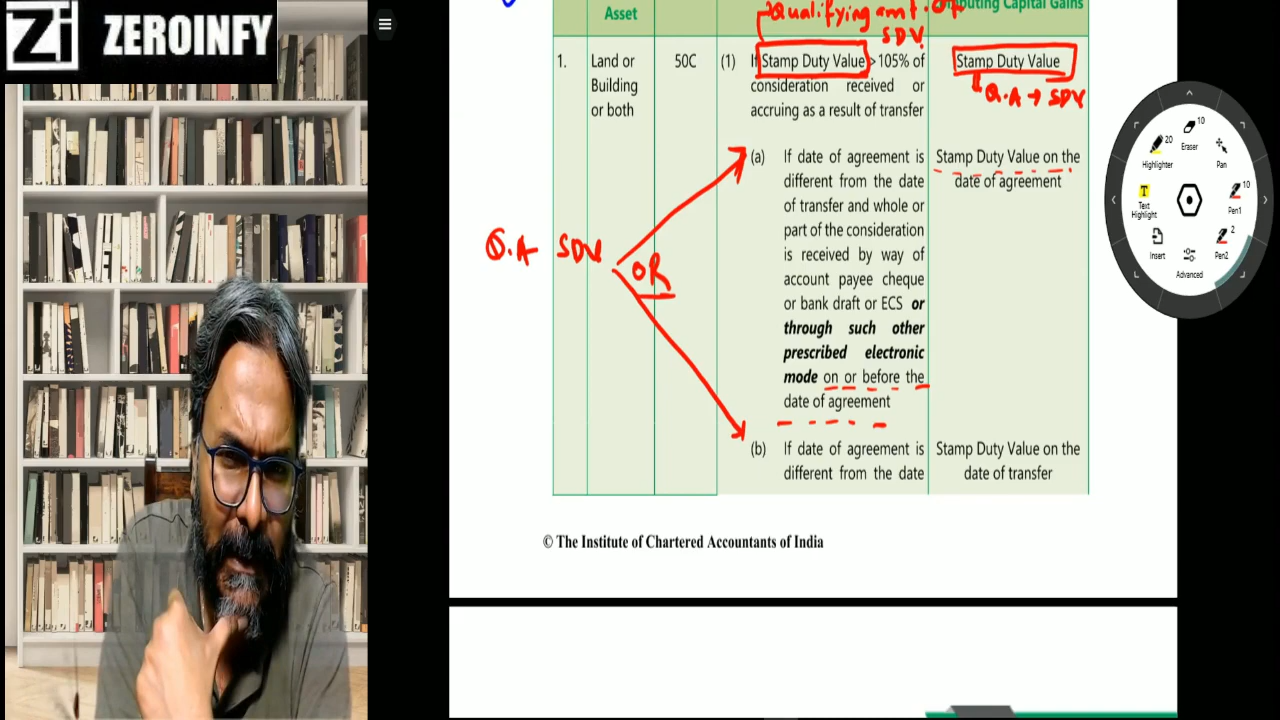 Zi ZEROINFY
Qualifying amt. Of
SDV
Asset
puting Capital Gains
1. Land or Building or both
50C
(1) If Stamp Duty Value > 105% of
consideration received or
accruing as a result of transfer
Stamp Duty Value
Q.A → SDV
(a) If date of agreement is
different from the date
of transfer and whole or
part of the consideration
is received by way of
account payee cheque
or bank draft or ECS or
through such other
prescribed electronic
mode on or before the
date of agreement
Stamp Duty Value on the
date of agreement
Q.A SDV
OR
(b) If date of agreement is
different from the date
Stamp Duty Value on the
date of transfer
© The Institute of Chartered Accountants of India
Highlighter
20
Eraser
10
Pan
Text
Highlight
T
Pen1
10
Insert
Pen2
2
Advanced